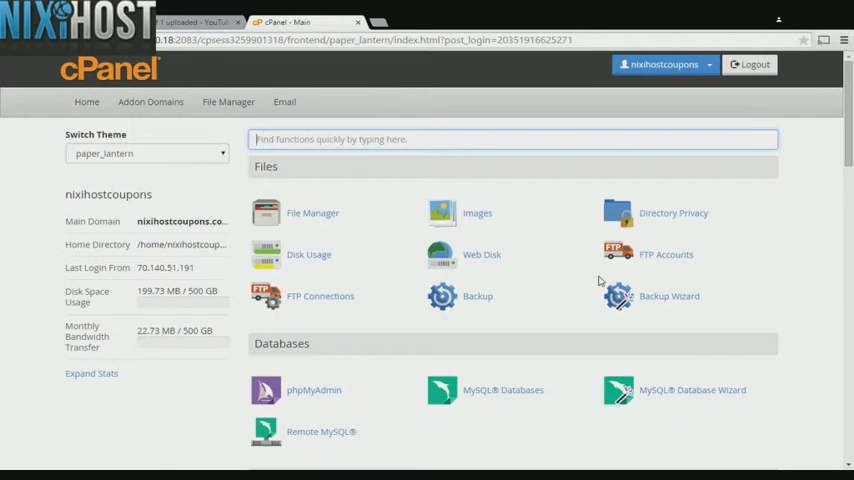 NIXIHOST
1 uploaded - YouTu
cPanel - Main
0.18:2083/cpsess3259901318/frontend/paper_lantern/index.html?post_login=20351916625271
cPanel
nixihostcoupons
Logout
Home
Addon Domains
File Manager
Email
Switch Theme
paper_lantern
nixihostcoupons
Main Domain nixihostcoupons.co...
Home Directory /home/nixihostcoup...
Last Login From 70.140.51.191
Disk Space
Usage
199.73 MB / 500 GB
Monthly
Bandwidth
Transfer
22.73 MB / 500 GB
Expand Stats
Find functions quickly by typing here.
Files
File Manager
Images
Directory Privacy
Disk Usage
Web Disk
FTP
FTP Accounts
FTP
FTP Connections
Backup
Backup Wizard
Databases
phpMyAdmin
MySQL® Databases
MySQL® Database Wizard
Remote MySQL®